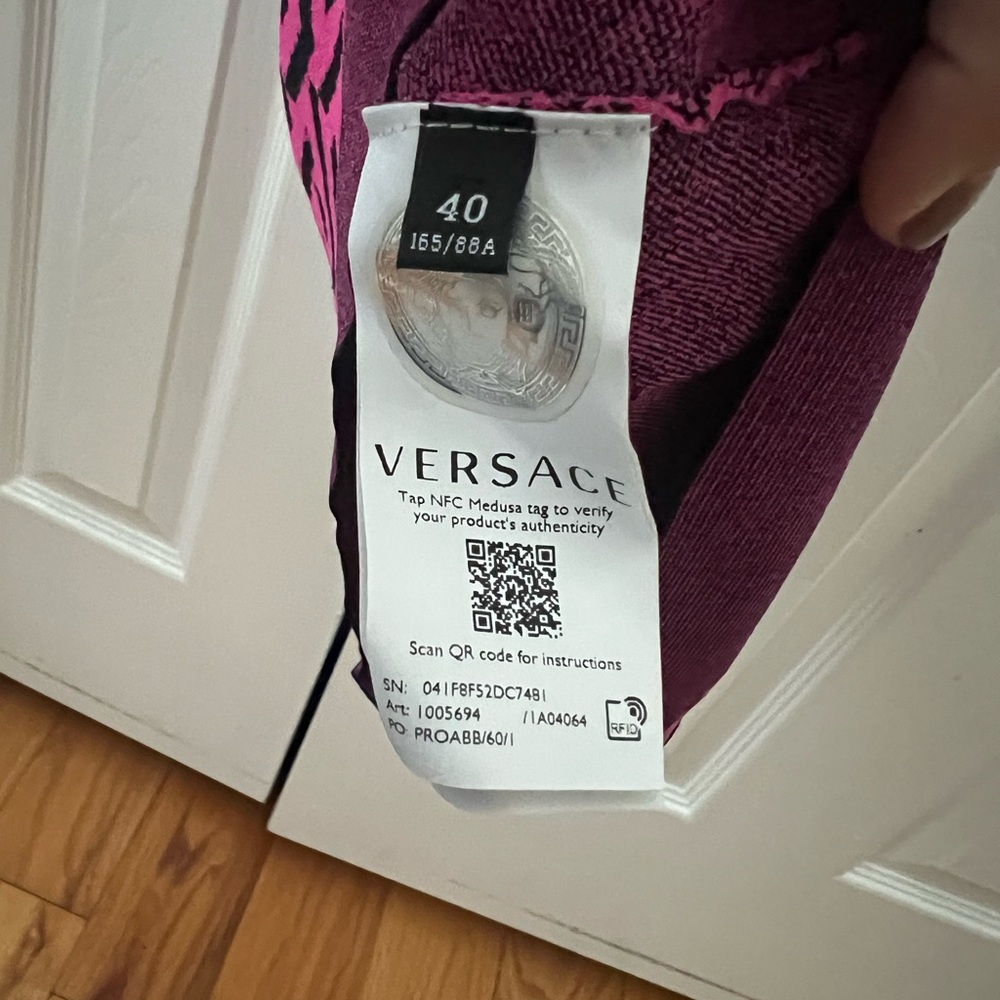 40
165/88A
VERSACE
Tap NFC Medusa tag to verify
your product's authenticity
Scan QR code for instructions
SN: 041F8F52DC7481
Art: 1005694 /1A04064
PO PROABB/60/1
RFID